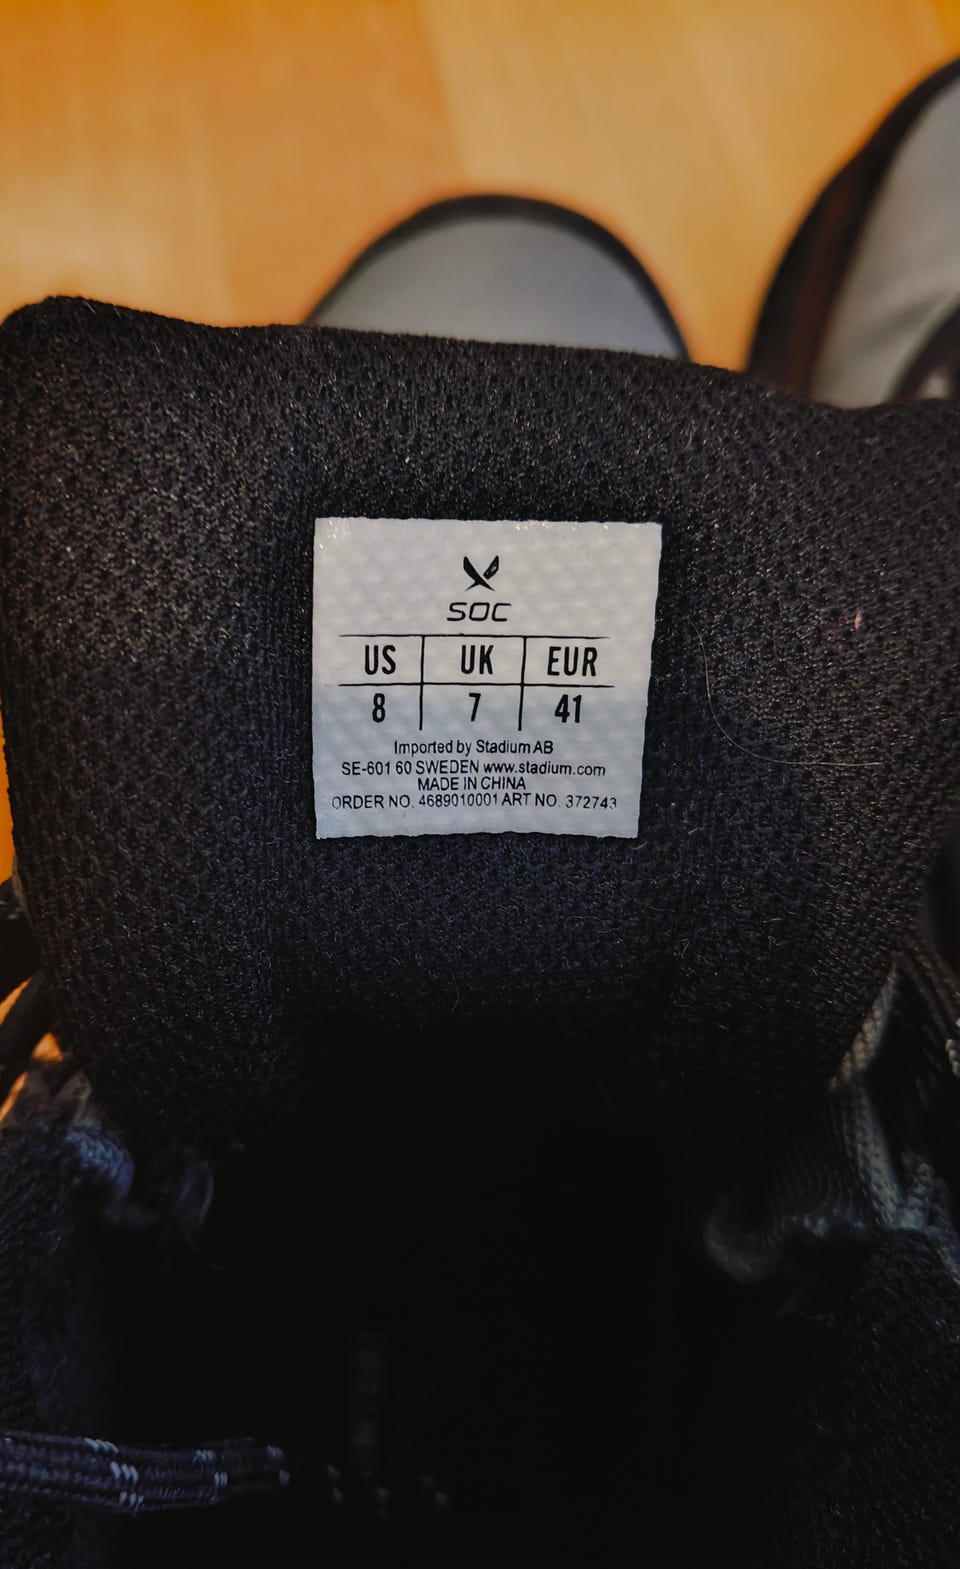 SOC
US UK EUR
8 7 41
Imported by Stadium AB
SE-601 60 SWEDEN www.stadium.com
MADE IN CHINA
ORDER NO. 4689010001 ART NO. 372743